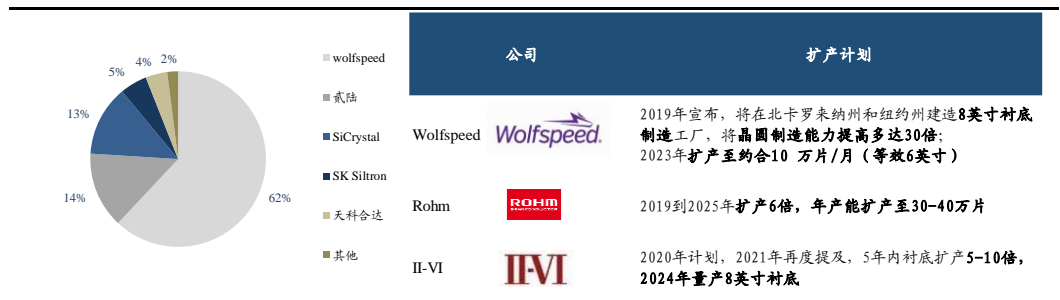 2%
4%
5%
13%
14%
62%
wolfspeed
贰陆
SiCrystal
SK Siltron
天科合达
其他
公司
扩产计划
Wolfspeed
Wolfspeed.
2019年宣布，将在北卡罗来纳州和纽约州建造8英寸衬底
制造工厂，将晶圆制造能力提高多达30倍;
2023年扩产至约合10 万片/月（等效6英寸）
Rohm
ROHM
SEMICONDUCTOR
2019到2025年扩产6倍，年产能扩产至30-40万片
II-VI
II-VI
2020年计划，2021年再度提及，5年内衬底扩产5-10倍，
2024年量产8英寸衬底